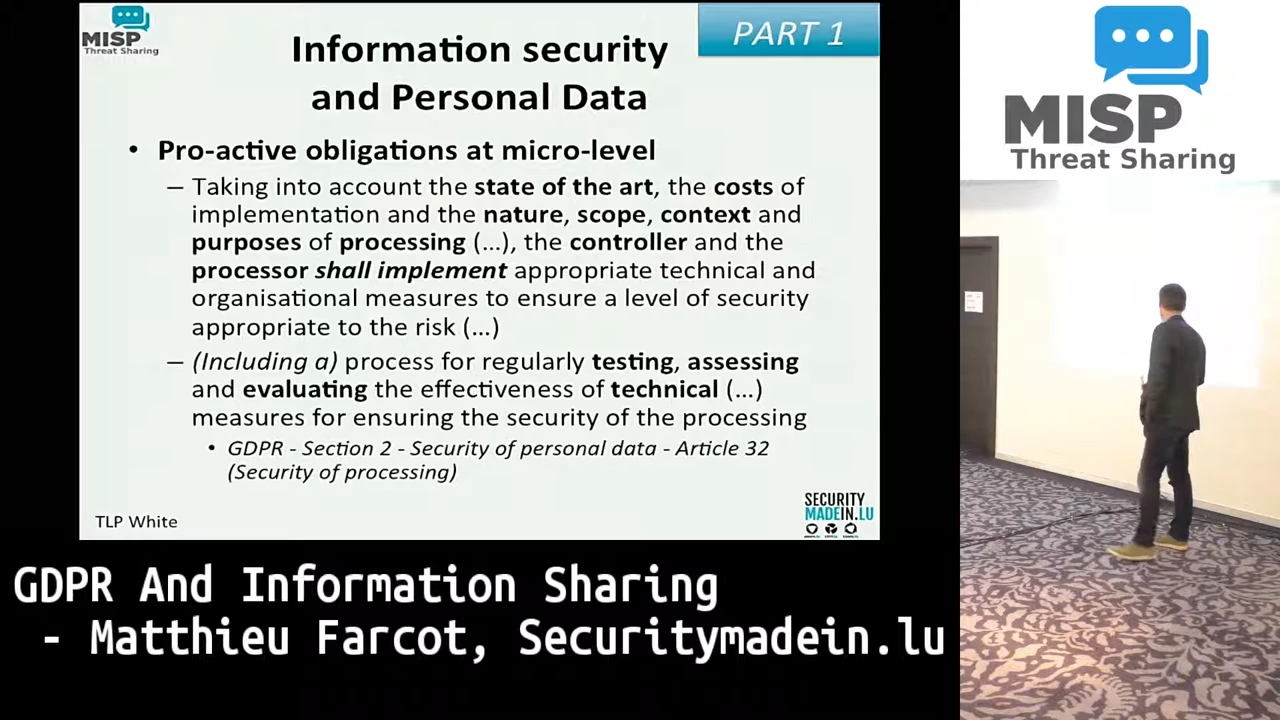 MISP
Threat Sharing
PART 1
Information security
and Personal Data
• Pro-active obligations at micro-level
– Taking into account the state of the art, the costs of
implementation and the nature, scope, context and
purposes of processing (...), the controller and the
processor shall implement appropriate technical and
organisational measures to ensure a level of security
appropriate to the risk (...)
– (Including a) process for regularly testing, assessing
and evaluating the effectiveness of technical (...)
measures for ensuring the security of the processing
• GDPR - Section 2 - Security of personal data - Article 32
(Security of processing)
TLP White
SECURITY
MADEIN.LU
MISP
Threat Sharing
GDPR And Information Sharing
- Matthieu Farcot, Securitymadein.lu